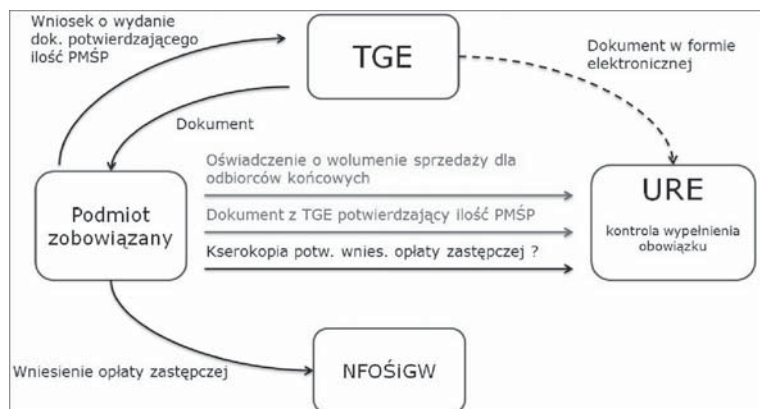 Wniosek o wydanie
dok. potwierdzającego
ilość PMŚP
TGE
Dokument w formie
elektronicznej
Dokument
Oświadczenie o wolumenie sprzedaży dla
odbiorców końcowych
URE
Podmiot
zobowiązany
Dokument z TGE potwierdzający ilość PMŚP
kontrola wypełnienia
obowiązku
Kserokopia potw. wnies. opłaty zastępczej ?
Wniesienie opłaty zastępczej
NFOŚiGW